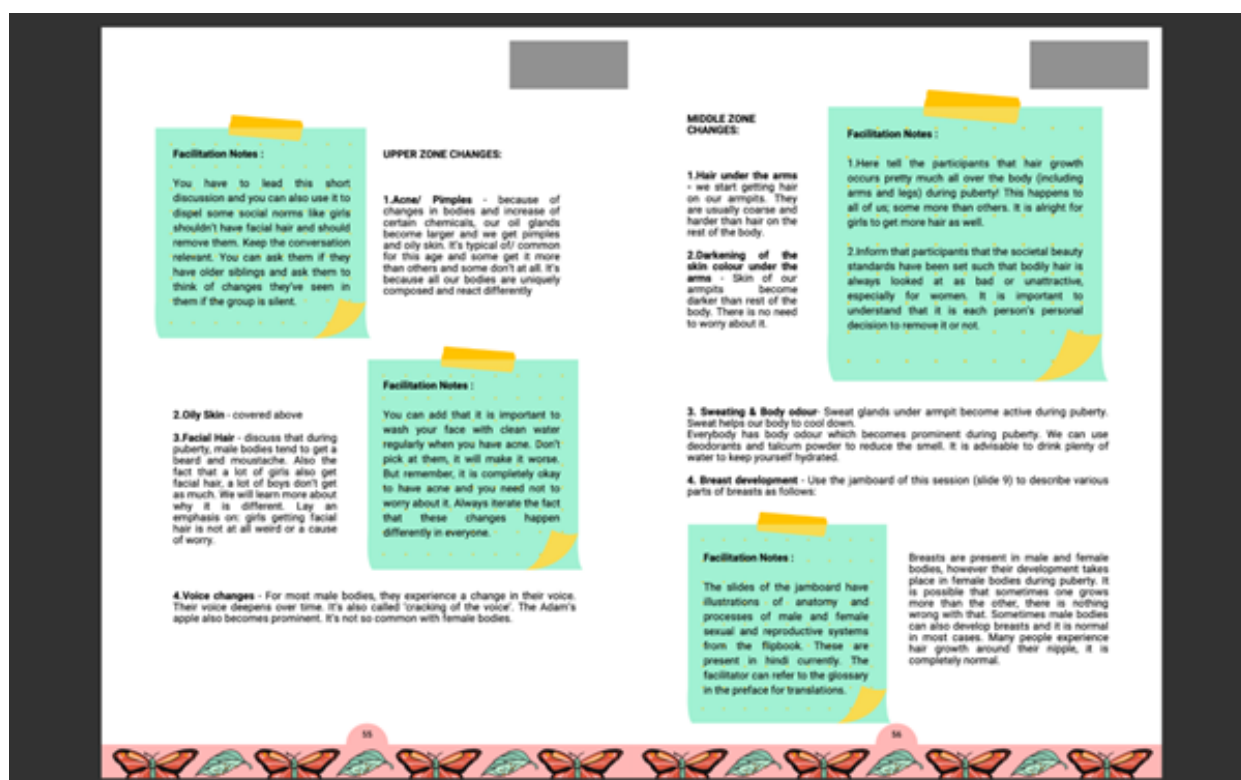 Facilitation Notes :
You have to lead this short
discussion and you can also use it to
dispel some social norms like girls
shouldn't have facial hair and should
remove them. Keep the conversation
relevant. You can ask them if they
have older siblings and ask them to
think of changes they've seen in
them if the group is silent.
UPPER ZONE CHANGES:
1.Acne/ Pimples - because of
changes in bodies and increase of
certain chemicals, our oil glands
become larger and we get pimples
and oily skin. It's typical of/ common
for this age and some get it more
than others and some don't at all. It's
because all our bodies are uniquely
composed and react differently
2.Oily Skin - covered above
3.Facial Hair - discuss that during
puberty, male bodies tend to get a
beard and moustache. Also the
fact that a lot of girls also get
facial hair, a lot of boys don't get
as much. We will learn more about
why it is different. Lay an
emphasis on: girls getting facial
hair is not at all weird or a cause
of worry.
Facilitation Notes :
You can add that it is important to
wash your face with clean water
regularly when you have acne. Don't
pick at them, it will make it worse.
But remember, it is completely okay
to have acne and you need not to
worry about it. Always iterate the fact
that these changes happen
differently in everyone.
4.Voice changes - For most male bodies, they experience a change in their voice.
Their voice deepens over time. It's also called 'cracking of the voice'. The Adam's
apple also becomes prominent. It's not so common with female bodies.
55
MIDDLE ZONE
CHANGES:
1.Hair under the arms
- we start getting hair
on our armpits. They
are usually coarse and
harder than hair on the
rest of the body.
2.Darkening of the
skin colour under the
arms - Skin of our
armpits become
darker than rest of the
body. There is no need
to worry about it.
Facilitation Notes :
1.Here tell the participants that hair growth
occurs pretty much all over the body (including
arms and legs) during puberty! This happens to
all of us; some more than others. It is alright for
girls to get more hair as well.
2.Inform that participants that the societal beauty
standards have been set such that bodily hair is
always looked at as bad or unattractive,
especially for women. It is important to
understand that it is each person's personal
decision to remove it or not.
3. Sweating & Body odour- Sweat glands under armpit become active during puberty.
Sweat helps our body to cool down.
Everybody has body odour which becomes prominent during puberty. We can use
deodorants and talcum powder to reduce the smell. It is advisable to drink plenty of
water to keep yourself hydrated.
4. Breast development - Use the jamboard of this session (slide 9) to describe various
parts of breasts as follows:
Facilitation Notes :
The slides of the jamboard have
illustrations of anatomy and
processes of male and female
sexual and reproductive systems
from the flipbook. These are
present in hindi currently. The
facilitator can refer to the glossary
in the preface for translations.
Breasts are present in male and female
bodies, however their development takes
place in female bodies during puberty. It
is possible that sometimes one grows
more than the other, there is nothing
wrong with that. Sometimes male bodies
can also develop breasts and it is normal
in most cases. Many people experience
hair growth around their nipple, it is
completely normal.
56